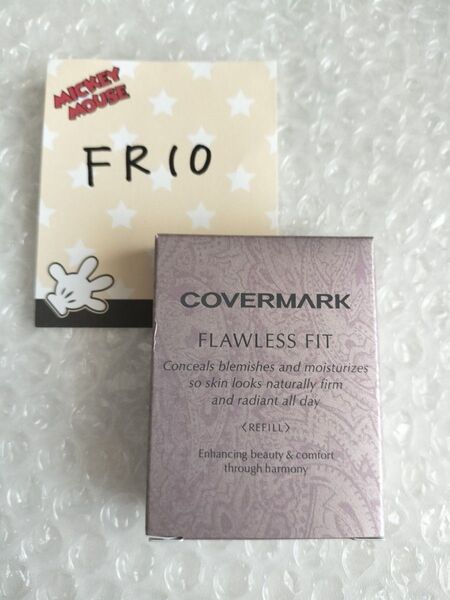 MICKEY
MOUSE
FR10
COVERMARK
FLAWLESS FIT
Conceals blemishes and moisturizes
so skin looks naturally firm
and radiant all day
〈REFILL〉
Enhancing beauty & comfort
through harmony